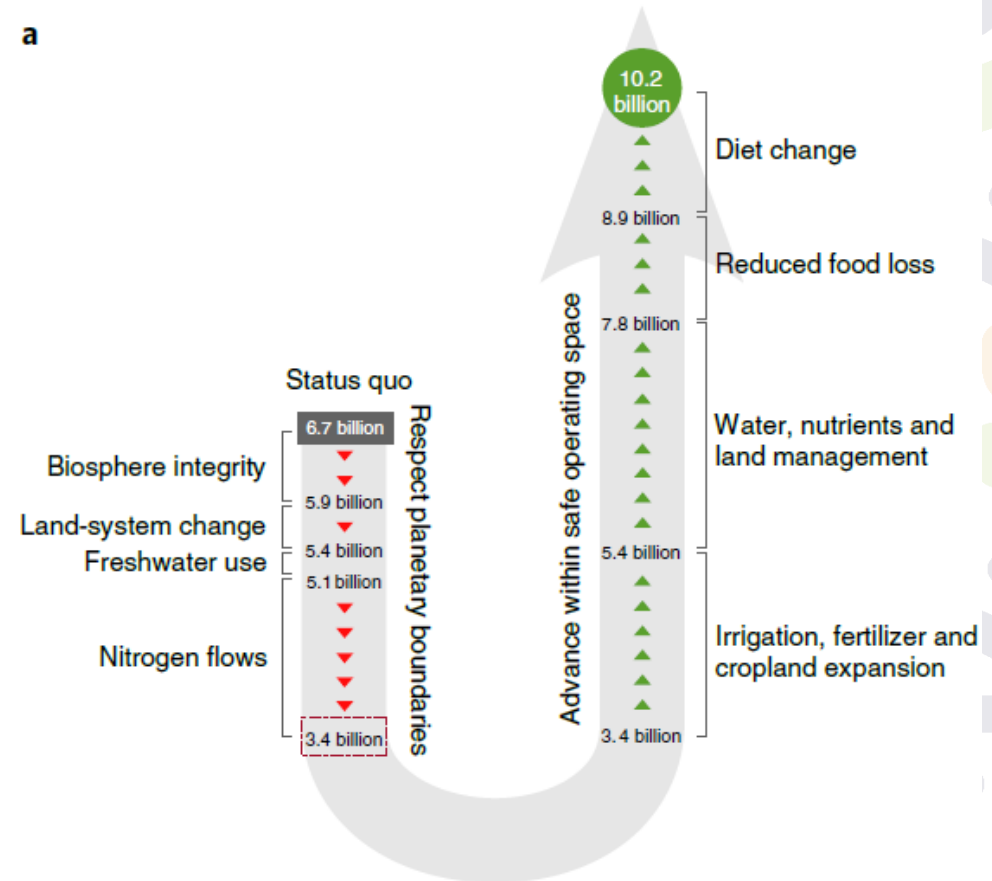 a
Status quo
6.7 billion
Biosphere integrity
5.9 billion
Land-system change
5.4 billion
Freshwater use
5.1 billion
Nitrogen flows
3.4 billion
Respect planetary boundaries
Advance within safe operating space
10.2
billion
Diet change
8.9 billion
Reduced food loss
7.8 billion
Water, nutrients and
land management
5.4 billion
Irrigation, fertilizer and
cropland expansion
3.4 billion